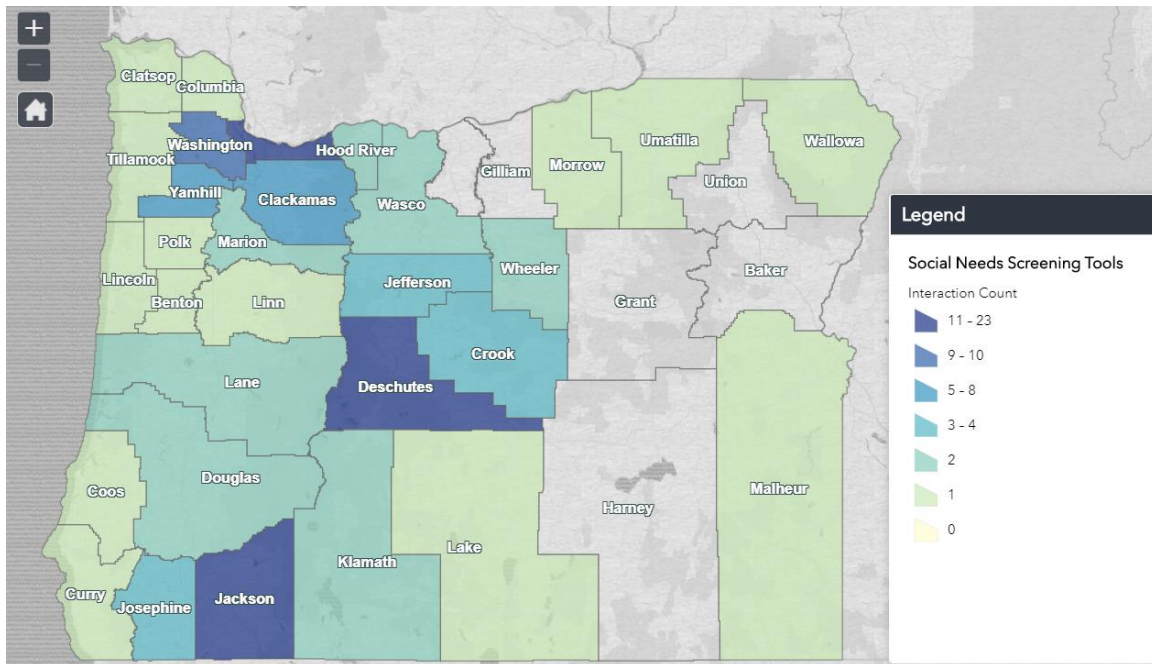 +
−
Clatsop
Columbia
Washington
Tillamook
Hood River
Yamhill
Clackamas
Wasco
Gilliam
Morrow
Umatilla
Wallowa
Union
Polk
Marion
Lincoln
Benton
Linn
Jefferson
Wheeler
Grant
Baker
Crook
Lane
Deschutes
Douglas
Coos
Klamath
Lake
Harney
Malheur
Curry
Josephine
Jackson
Legend
Social Needs Screening Tools
Interaction Count
11 - 23
9 - 10
5 - 8
3 - 4
2
1
0